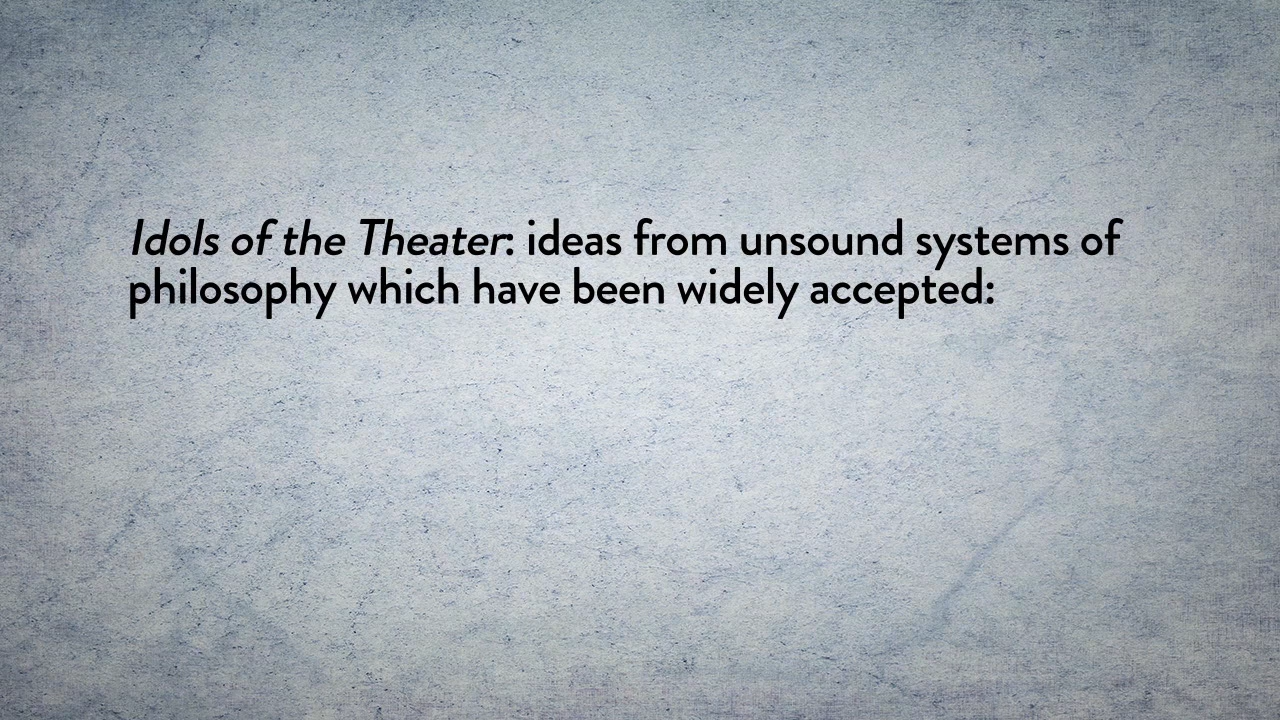 Idols of the Theater: ideas from unsound systems of
philosophy which have been widely accepted: